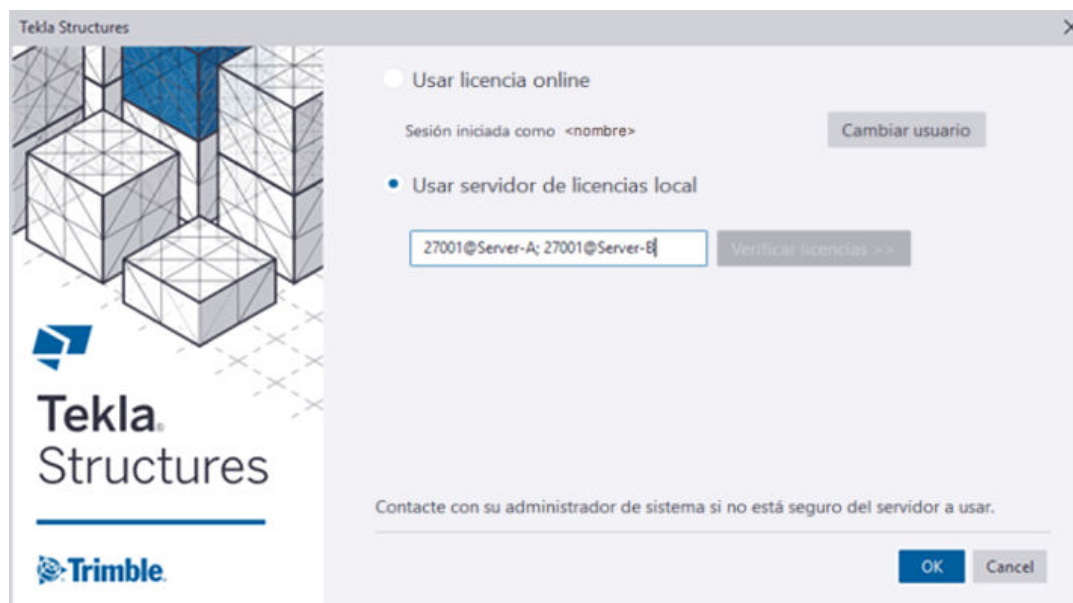 Tekla Structures
Usar licencia online
Sesión iniciada como <nombre>
Cambiar usuario
Usar servidor de licencias local
27001@Server-A; 27001@Server-B
Verificar licencias >>
Tekla®
Structures
Contacte con su administrador de sistema si no está seguro del servidor a usar.
Trimble.
OK
Cancel